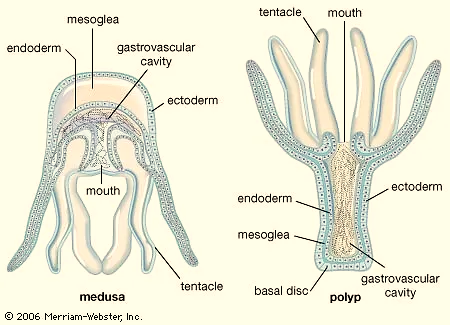 mesoglea
endoderm
gastrovascular
cavity
ectoderm
mouth
tentacle
medusa
tentacle
mouth
endoderm
ectoderm
mesoglea
basal disc
gastrovascular
cavity
polyp
© 2006 Merriam-Webster, Inc.